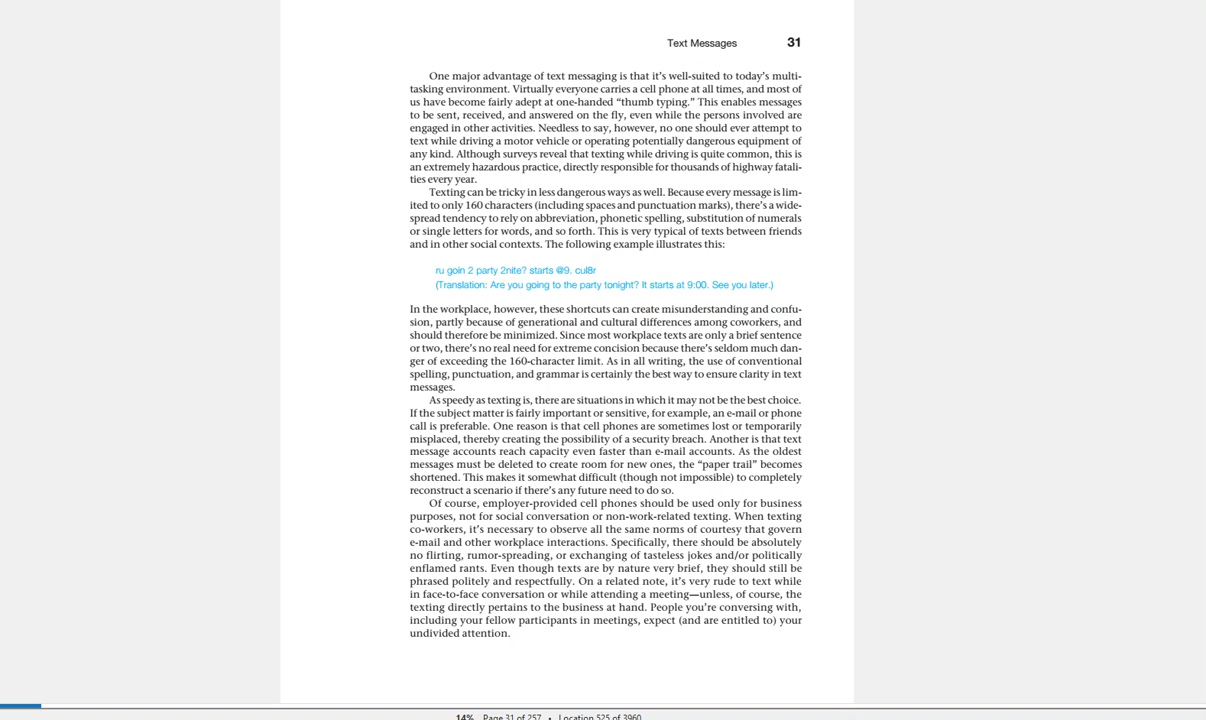 Text Messages 31
One major advantage of text messaging is that it's well-suited to today's multi-
tasking environment. Virtually everyone carries a cell phone at all times, and most of
us have become fairly adept at one-handed “thumb typing.” This enables messages
to be sent, received, and answered on the fly, even while the persons involved are
engaged in other activities. Needless to say, however, no one should ever attempt to
text while driving a motor vehicle or operating potentially dangerous equipment of
any kind. Although surveys reveal that texting while driving is quite common, this is
an extremely hazardous practice, directly responsible for thousands of highway fatali-
ties every year.
Texting can be tricky in less dangerous ways as well. Because every message is lim-
ited to only 160 characters (including spaces and punctuation marks), there's a wide-
spread tendency to rely on abbreviation, phonetic spelling, substitution of numerals
or single letters for words, and so forth. This is very typical of texts between friends
and in other social contexts. The following example illustrates this:
ru goin 2 party 2nite? starts @9. cul8r
(Translation: Are you going to the party tonight? It starts at 9:00. See you later.)
In the workplace, however, these shortcuts can create misunderstanding and confu-
sion, partly because of generational and cultural differences among coworkers, and
should therefore be minimized. Since most workplace texts are only a brief sentence
or two, there's no real need for extreme concision because there's seldom much dan-
ger of exceeding the 160-character limit. As in all writing, the use of conventional
spelling, punctuation, and grammar is certainly the best way to ensure clarity in text
messages.
As speedy as texting is, there are situations in which it may not be the best choice.
If the subject matter is fairly important or sensitive, for example, an e-mail or phone
call is preferable. One reason is that cell phones are sometimes lost or temporarily
misplaced, thereby creating the possibility of a security breach. Another is that text
message accounts reach capacity even faster than e-mail accounts. As the oldest
messages must be deleted to create room for new ones, the “paper trail” becomes
shortened. This makes it somewhat difficult (though not impossible) to completely
reconstruct a scenario if there's any future need to do so.
Of course, employer-provided cell phones should be used only for business
purposes, not for social conversation or non-work-related texting. When texting
co-workers, it's necessary to observe all the same norms of courtesy that govern
e-mail and other workplace interactions. Specifically, there should be absolutely
no flirting, rumor-spreading, or exchanging of tasteless jokes and/or politically
enflamed rants. Even though texts are by nature very brief, they should still be
phrased politely and respectfully. On a related note, it's very rude to text while
in face-to-face conversation or while attending a meeting—unless, of course, the
texting directly pertains to the business at hand. People you're conversing with,
including your fellow participants in meetings, expect (and are entitled to) your
undivided attention.
14% Page 31 of 257 • Location 525 of 3960